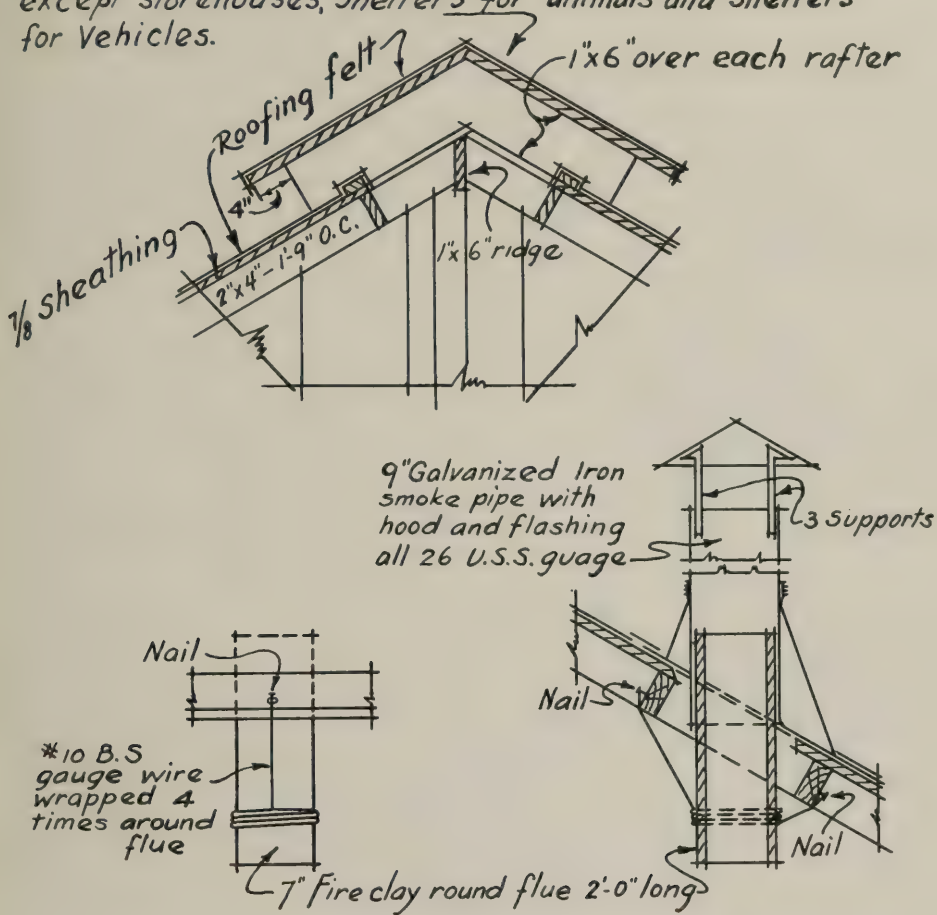 except storehouses, shelters for animals and shelters
for Vehicles.
Roofing felt
1"x6" over each rafter
4"
7/8 Sheathing
2"x4"-1'-9" O.C.
1"x6" ridge
9" Galvanized Iron
smoke pipe with
hood and flashing
all 26 U.S.S. guage
3 Supports
Nail
Nail
#10 B.S
gauge wire
wrapped 4
times around
flue
Nail
7" Fire clay round flue 2'-0" long